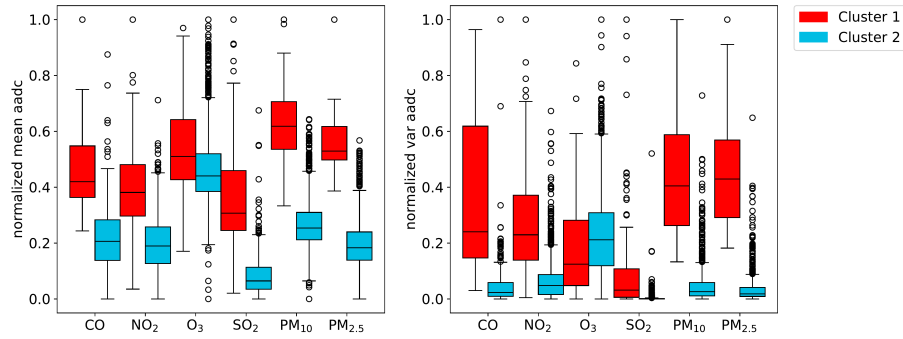 normalized mean aadc
1.0
0.8
0.6
0.4
0.2
0.0
CO NO₂ O₃ SO₂ PM₁₀ PM₂.₅
normalized var aadc
1.0
0.8
0.6
0.4
0.2
0.0
CO NO₂ O₃ SO₂ PM₁₀ PM₂.₅
Cluster 1
Cluster 2